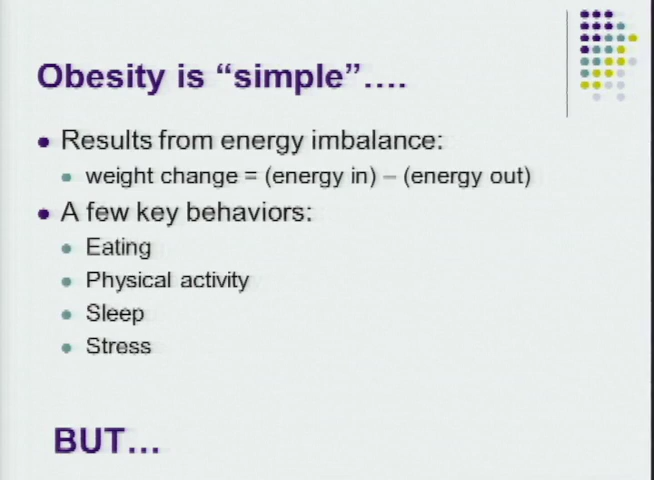 Obesity is “simple”….
Results from energy imbalance:
weight change = (energy in) – (energy out)
A few key behaviors:
Eating
Physical activity
Sleep
Stress
BUT…